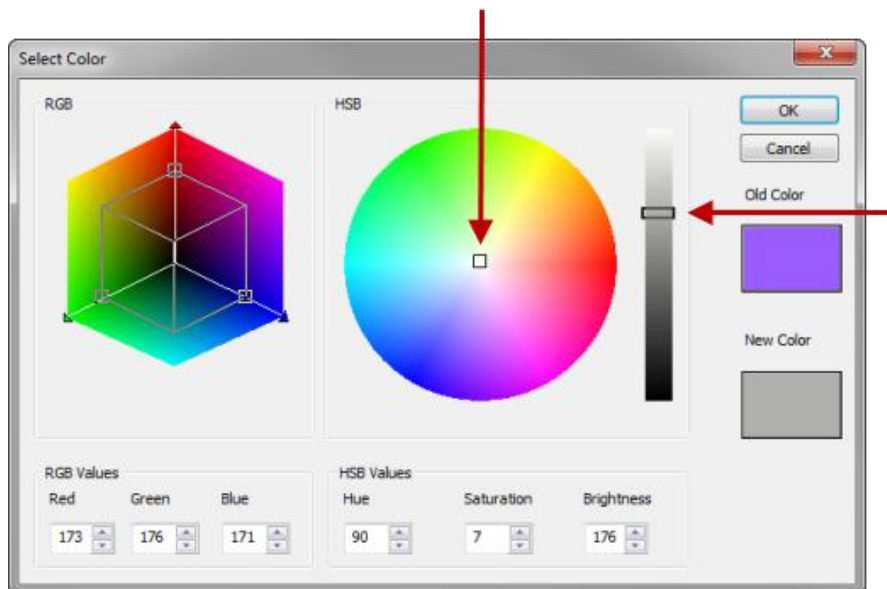 Select Color
RGB
HSB
OK
Cancel
Old Color
New Color
RGB Values
Red Green Blue
173 176 171
HSB Values
Hue Saturation Brightness
90 7 176